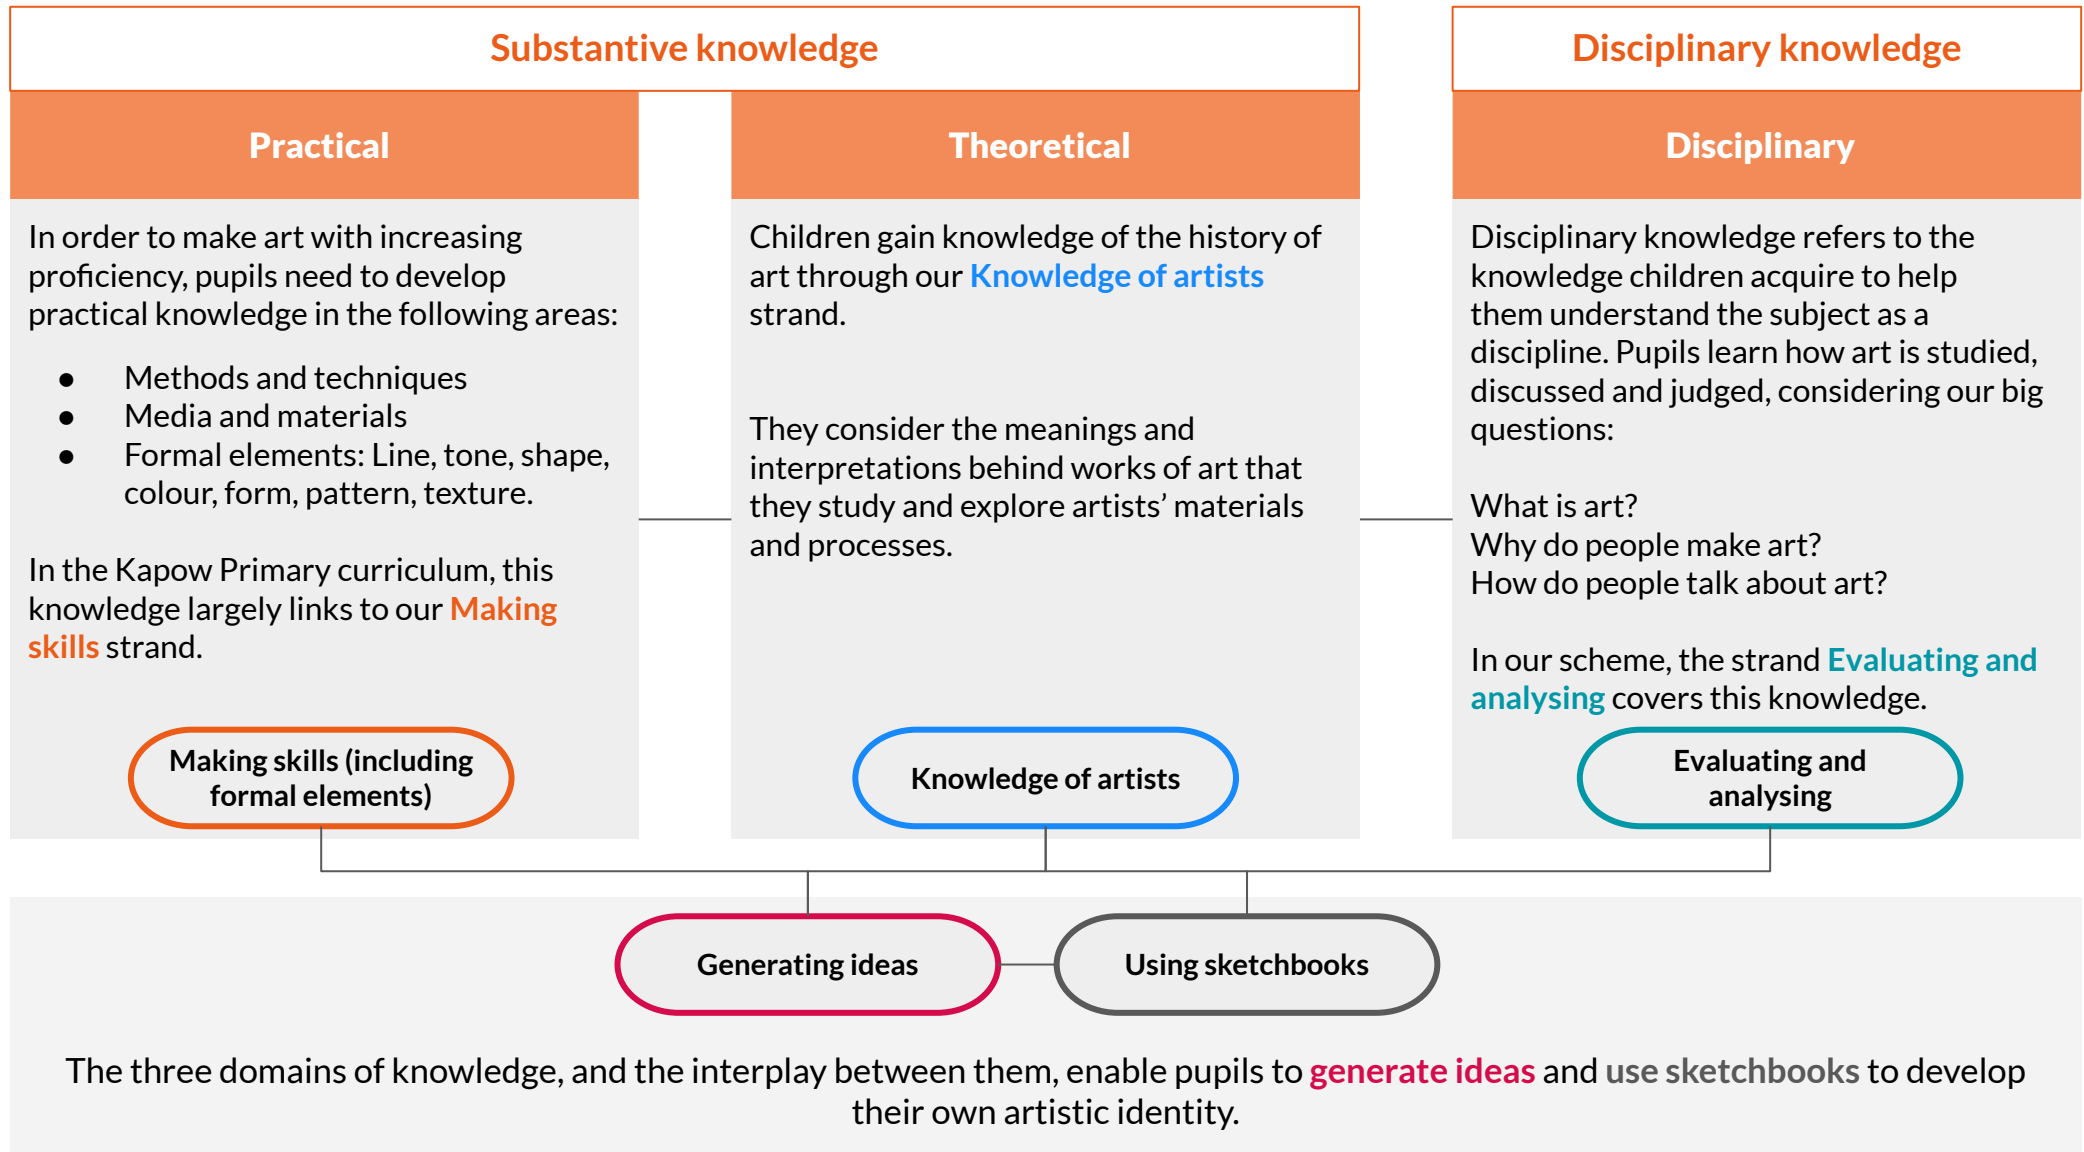 Substantive knowledge
Disciplinary knowledge
Practical
In order to make art with increasing
proficiency, pupils need to develop
practical knowledge in the following areas:
● Methods and techniques
● Media and materials
● Formal elements: Line, tone, shape,
colour, form, pattern, texture.
In the Kapow Primary curriculum, this
knowledge largely links to our Making
skills strand.
Making skills (including
formal elements)
Theoretical
Children gain knowledge of the history of
art through our Knowledge of artists
strand.
They consider the meanings and
interpretations behind works of art that
they study and explore artists’ materials
and processes.
Knowledge of artists
Disciplinary
Disciplinary knowledge refers to the
knowledge children acquire to help
them understand the subject as a
discipline. Pupils learn how art is studied,
discussed and judged, considering our big
questions:
What is art?
Why do people make art?
How do people talk about art?
In our scheme, the strand Evaluating and
analysing covers this knowledge.
Evaluating and
analysing
Generating ideas
Using sketchbooks
The three domains of knowledge, and the interplay between them, enable pupils to generate ideas and use sketchbooks to develop
their own artistic identity.